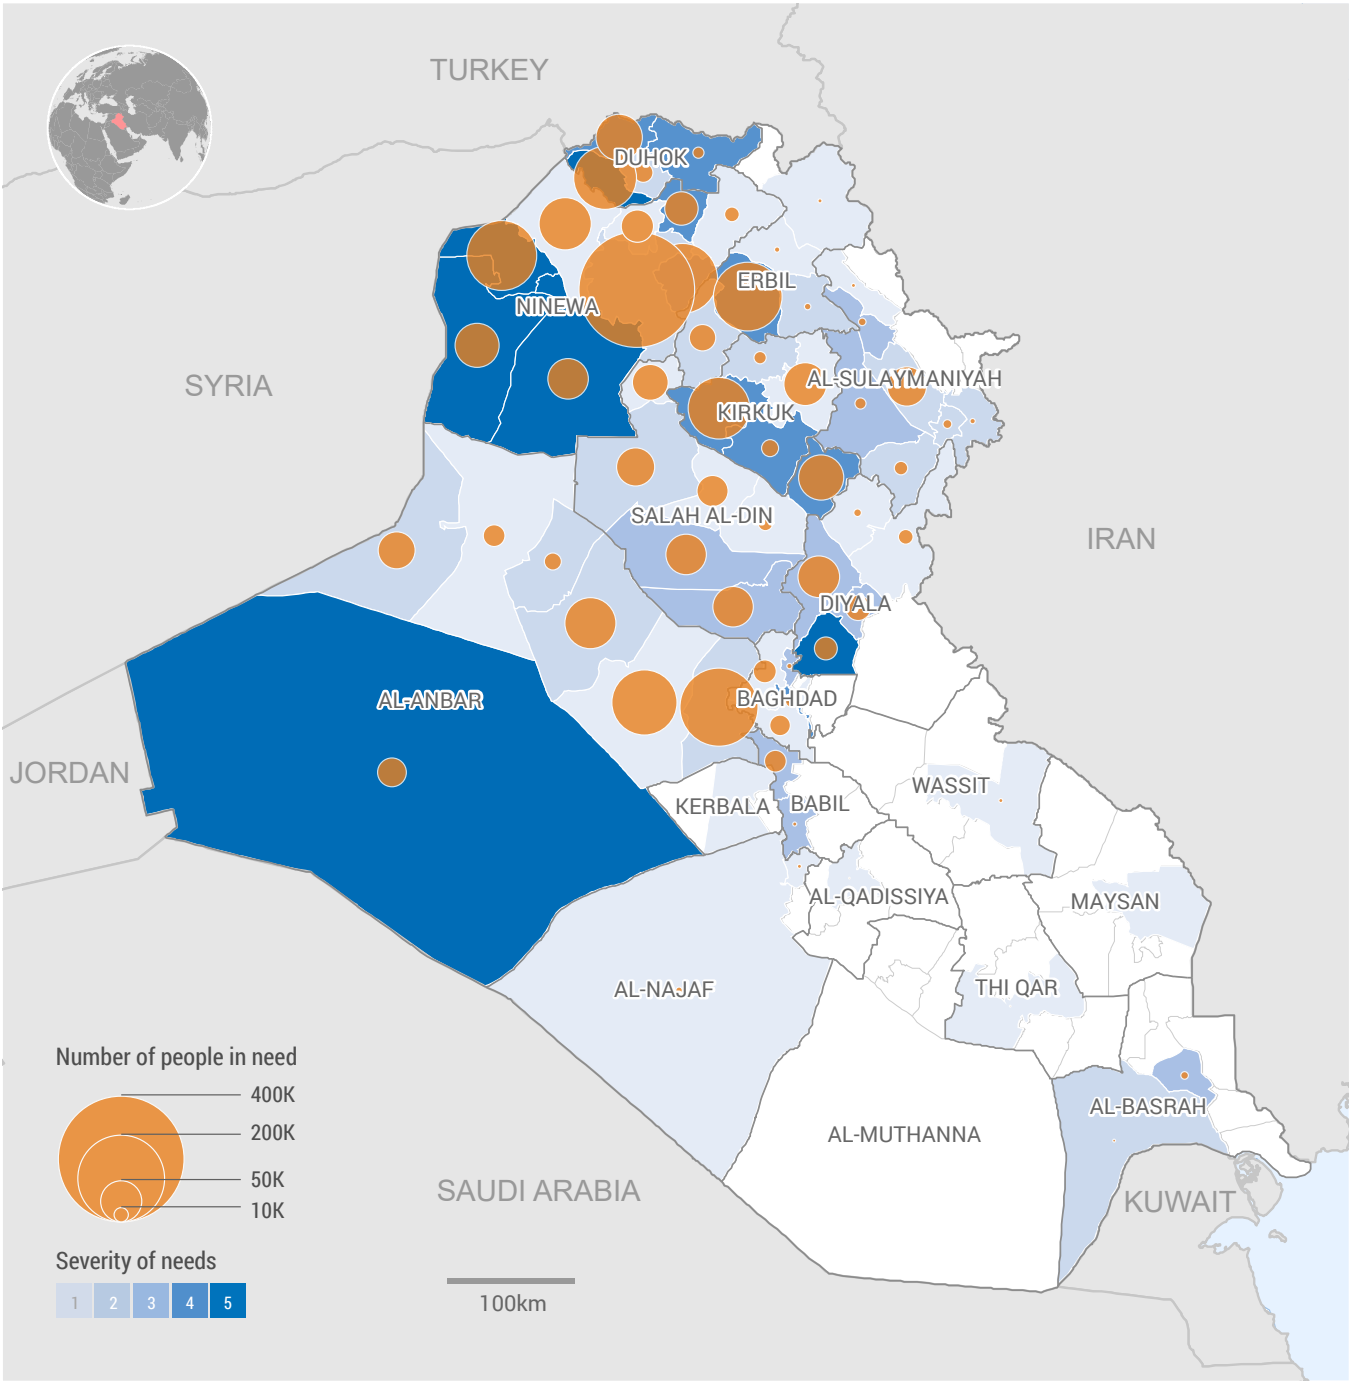 TURKEY
DUHOK
ERBIL
NINEWA
AL-SULAYMANIYAH
SYRIA
KIRKUK
SALAH AL-DIN
IRAN
DIYALA
AL-ANBAR
BAGHDAD
JORDAN
WASSIT
KERBALA
BABIL
AL-QADISSIYA
MAYSAN
AL-NAJAF
THI QAR
AL-BASRAH
AL-MUTHANNA
SAUDI ARABIA
KUWAIT
Number of people in need
400K
200K
50K
10K
Severity of needs
1 2 3 4 5
100km